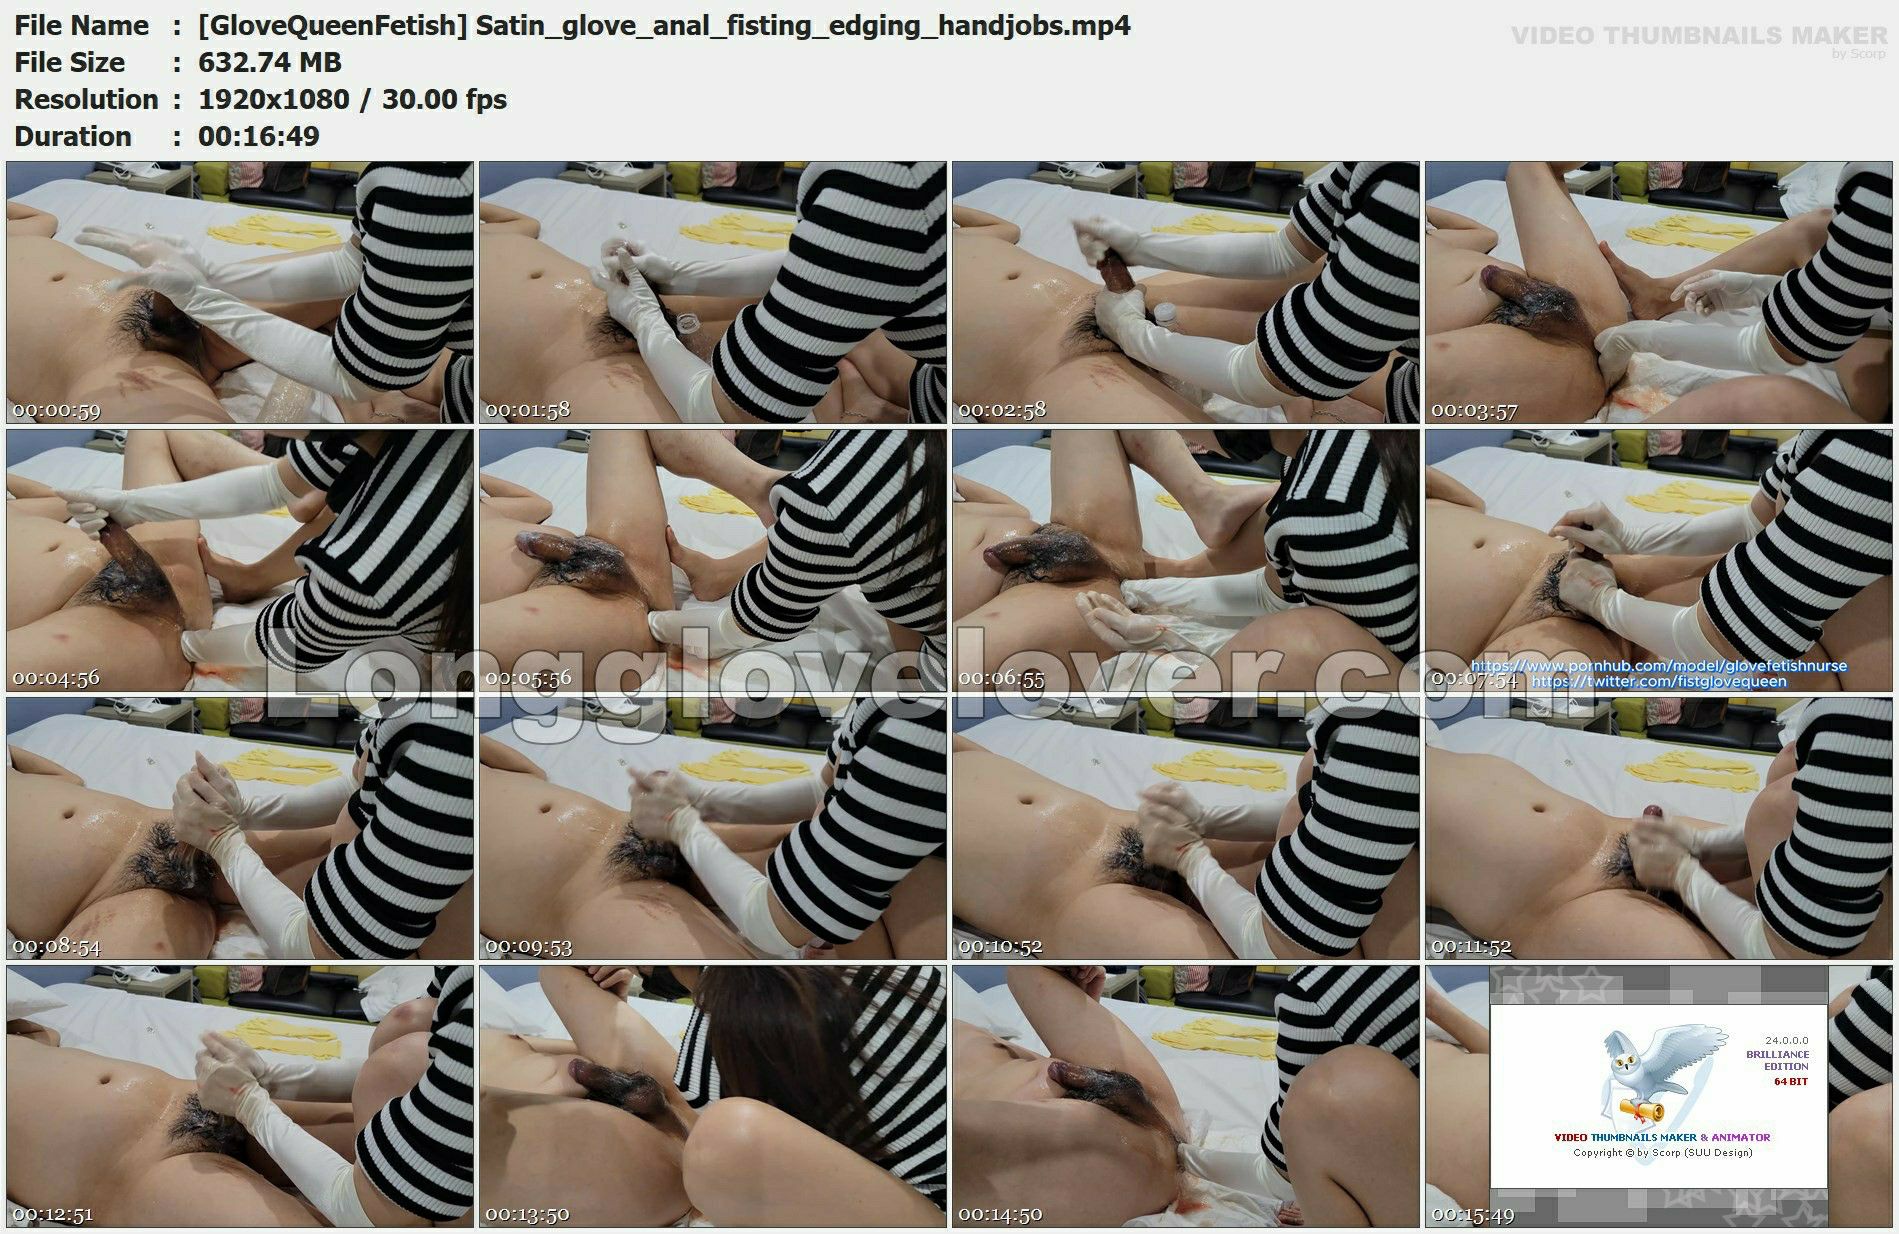 File Name : [GloveQueenFetish] Satin_glove_anal_fisting_edging_handjobs.mp4
VIDEO THUMBNAILS MAKER
by Scorp
File Size : 632.74 MB
Resolution : 1920x1080 / 30.00 fps
Duration : 00:16:49
00:00:59
00:01:58
00:02:58
00:03:57
00:04:56
00:05:56
00:06:55
00:07:54
Longglovelover.com
https://www.pornhub.com/model/glovefetishnurse
https://twitter.com/fistglovequeen
00:08:54
00:09:53
00:10:52
00:11:52
00:12:51
00:13:50
00:14:50
00:15:49
24.0.0.0
BRILLIANCE
EDITION
64 BIT
VIDEO THUMBNAILS MAKER & ANIMATOR
Copyright © by Scorp (SUU Design)